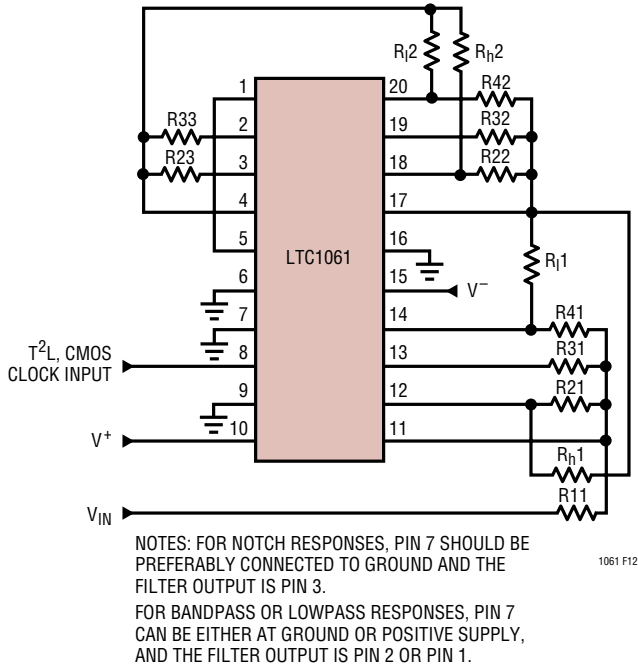 Rl2
Rh2
1
20
R42
R33
2
19
R32
R23
3
18
R22
4
17
5
LTC1061
16
Rl1
6
15
V–
7
14
R41
T2L, CMOS
CLOCK INPUT
8
13
R31
9
12
R21
V+
10
11
Rh1
R11
VIN
NOTES: FOR NOTCH RESPONSES, PIN 7 SHOULD BE
PREFERABLY CONNECTED TO GROUND AND THE
FILTER OUTPUT IS PIN 3.
1061 F12
FOR BANDPASS OR LOWPASS RESPONSES, PIN 7
CAN BE EITHER AT GROUND OR POSITIVE SUPPLY,
AND THE FILTER OUTPUT IS PIN 2 OR PIN 1.